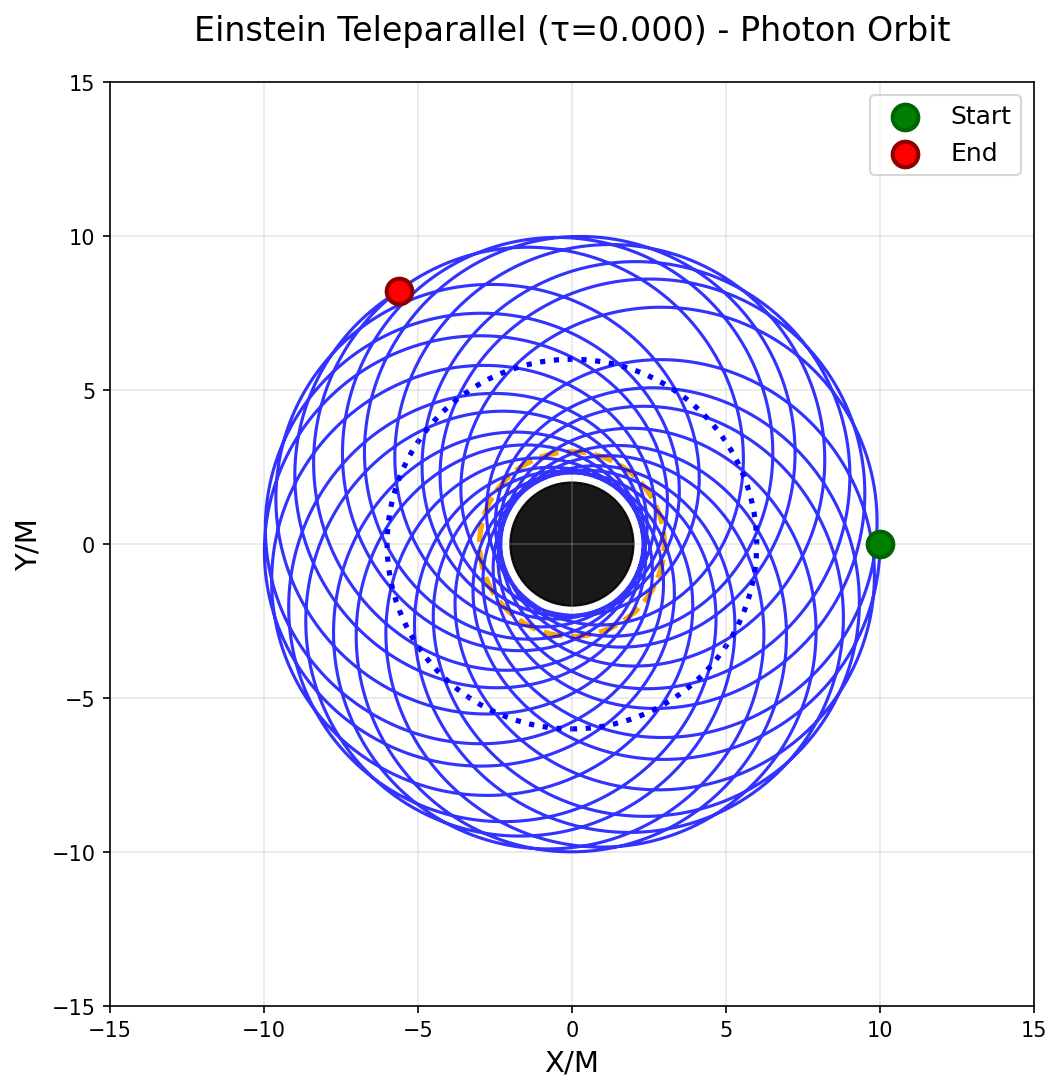 Einstein Teleparallel (τ=0.000) - Photon Orbit
Start
End
15
10
5
0
−5
−10
−15
Y/M
−15 −10 −5 0 5 10 15
X/M